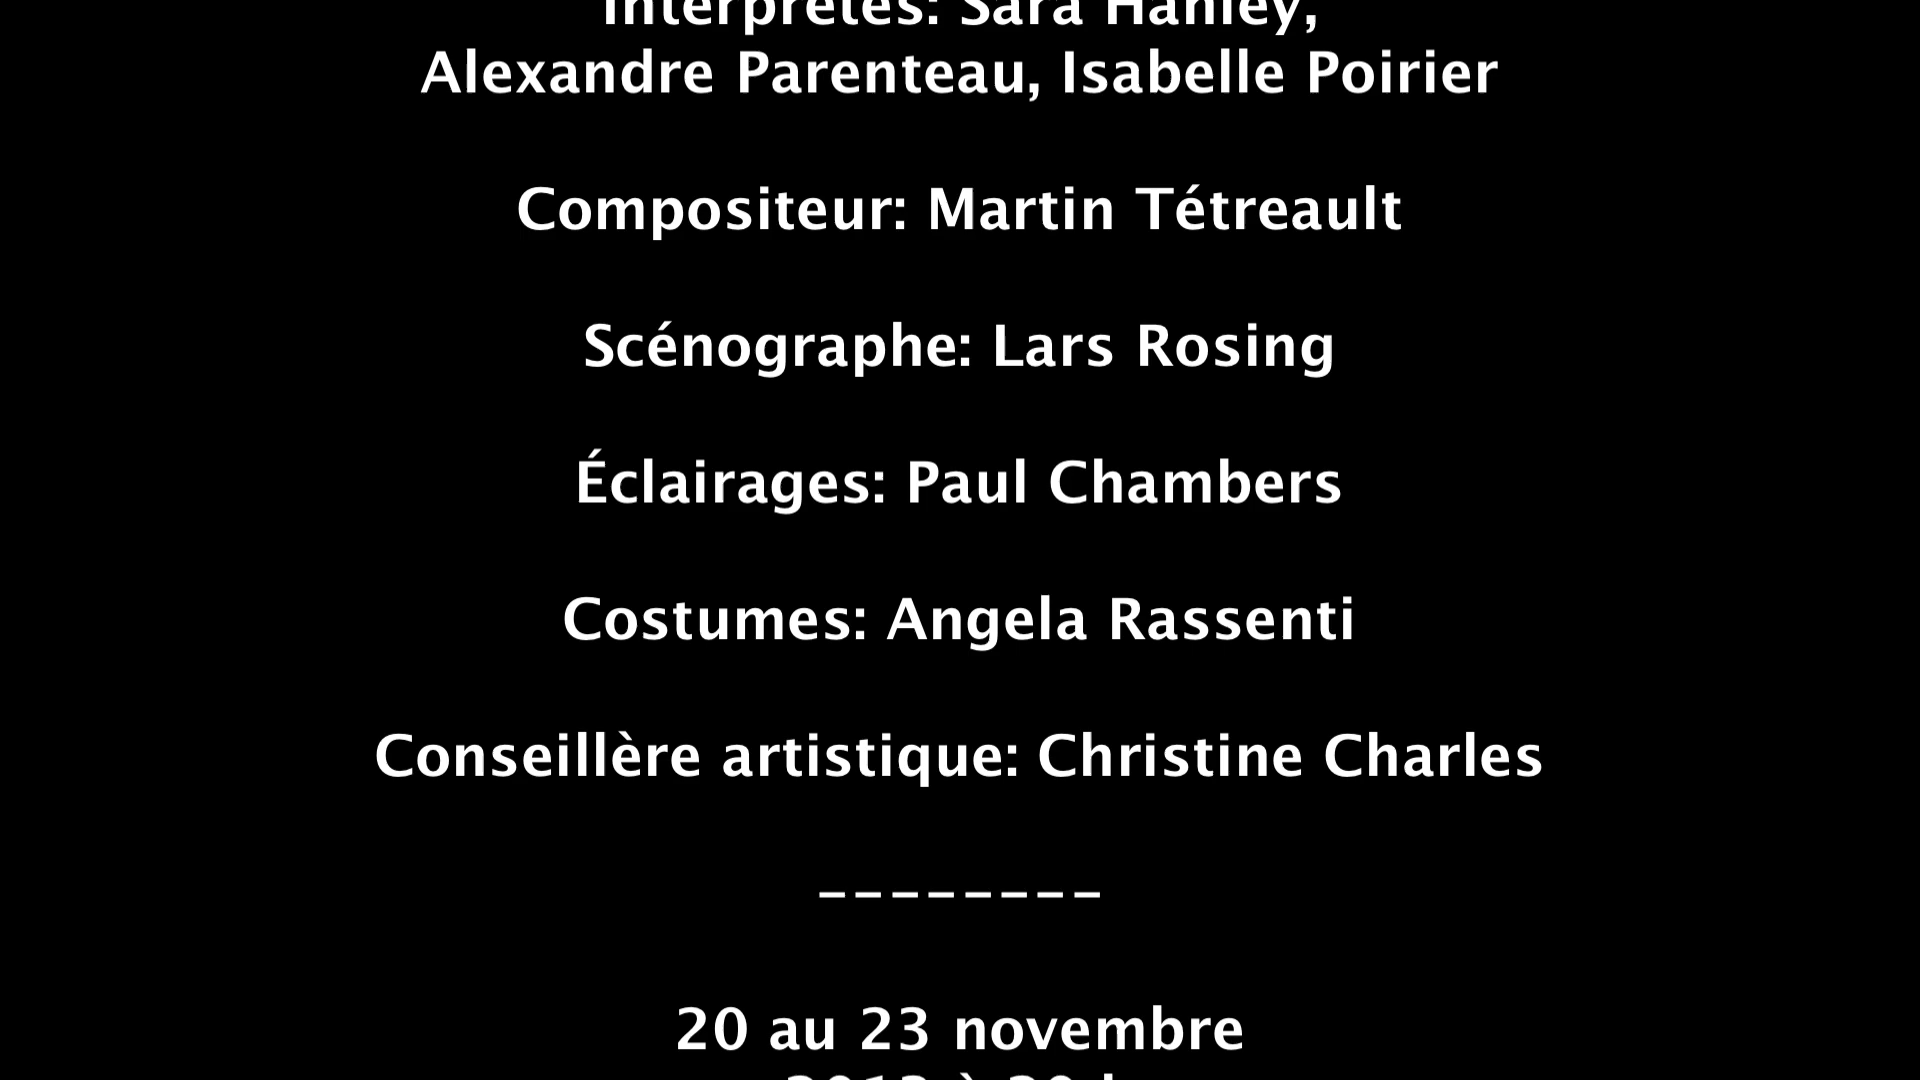 Interprètes: Sara Hanley,
Alexandre Parenteau, Isabelle Poirier
Compositeur: Martin Tétreault
Scénographe: Lars Rosing
Éclairages: Paul Chambers
Costumes: Angela Rassenti
Conseillère artistique: Christine Charles
--------
20 au 23 novembre